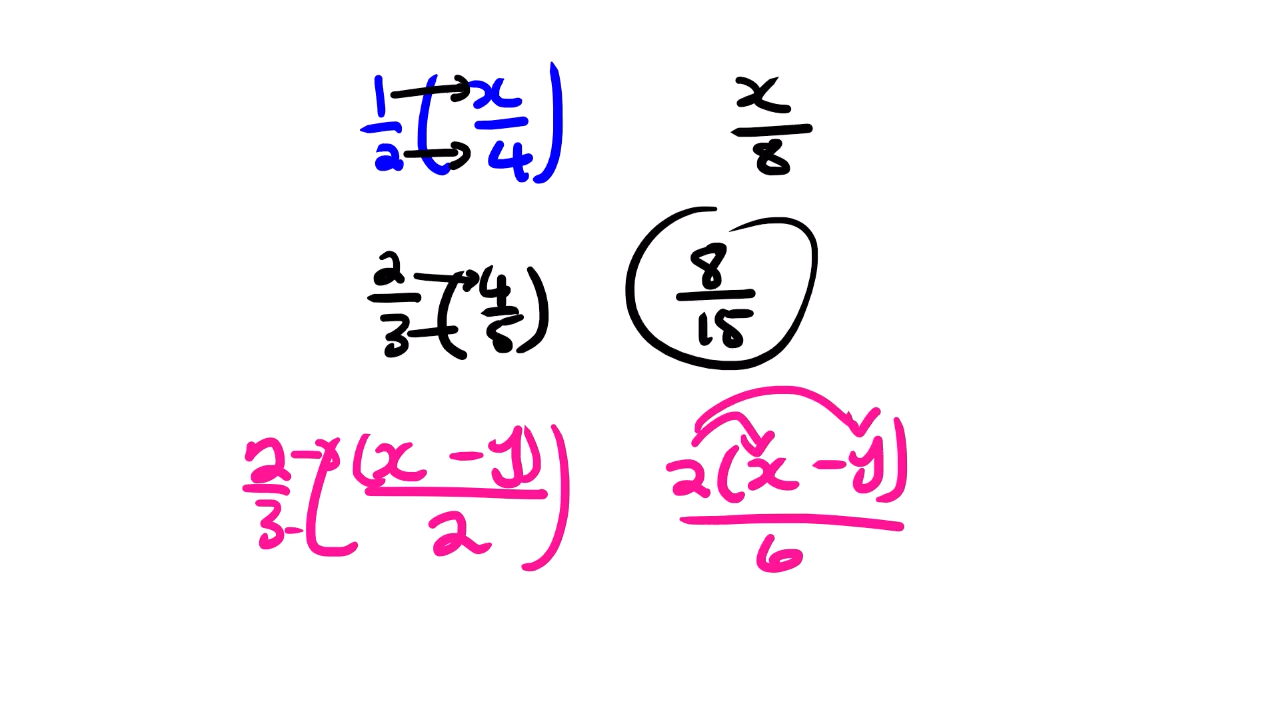 1/2 (x/4) x/8
2/3 (4/5) 8/15
2/3 ((x - y)/2) 2(x - y)/6